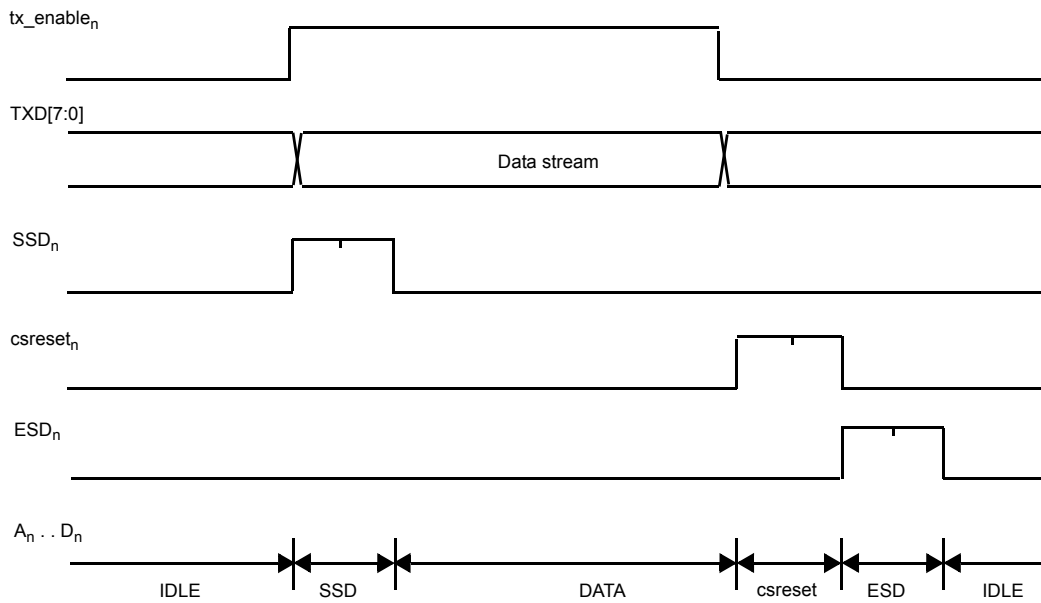 tx_enableₙ
TXD[7:0]
Data stream
SSDₙ
csresetₙ
ESDₙ
Aₙ . . Dₙ
IDLE SSD DATA csreset ESD IDLE